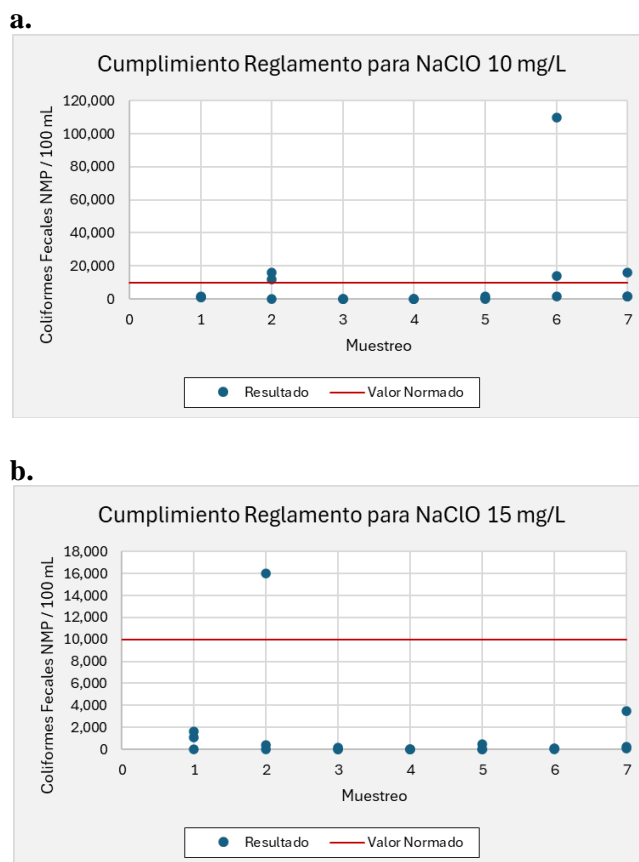 a.
Cumplimiento Reglamento para NaClO 10 mg/L
120,000
100,000
80,000
60,000
40,000
20,000
0
Coliformes Fecales NMP / 100 mL
0 1 2 3 4 5 6 7
Muestreo
Resultado Valor Normado
b.
Cumplimiento Reglamento para NaClO 15 mg/L
18,000
16,000
14,000
12,000
10,000
8,000
6,000
4,000
2,000
0
Coliformes Fecales NMP / 100 mL
0 1 2 3 4 5 6 7
Muestreo
Resultado Valor Normado